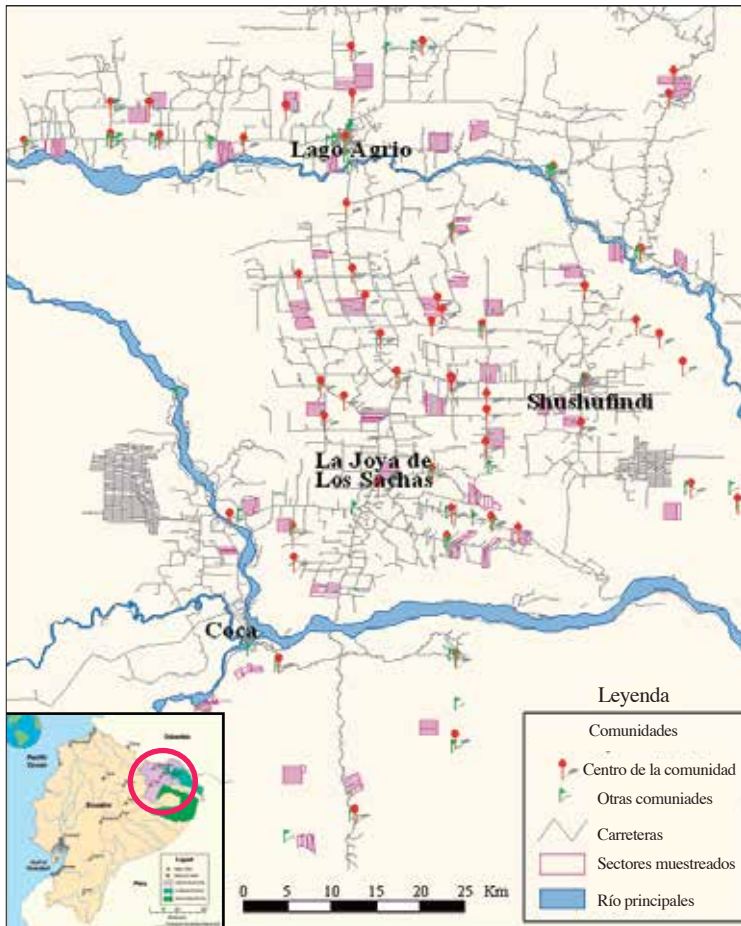 Lago Agrio
Shushufindi
La Joya de
Los Sachas
Coca
Leyenda
Comunidades
Centro de la comunidad
Otras comuniades
Carreteras
Sectores muestreados
Río principales
0 5 10 15 20 25 Km
Colombia
Pacific
Ocean
Ecuador
Peru
Legend